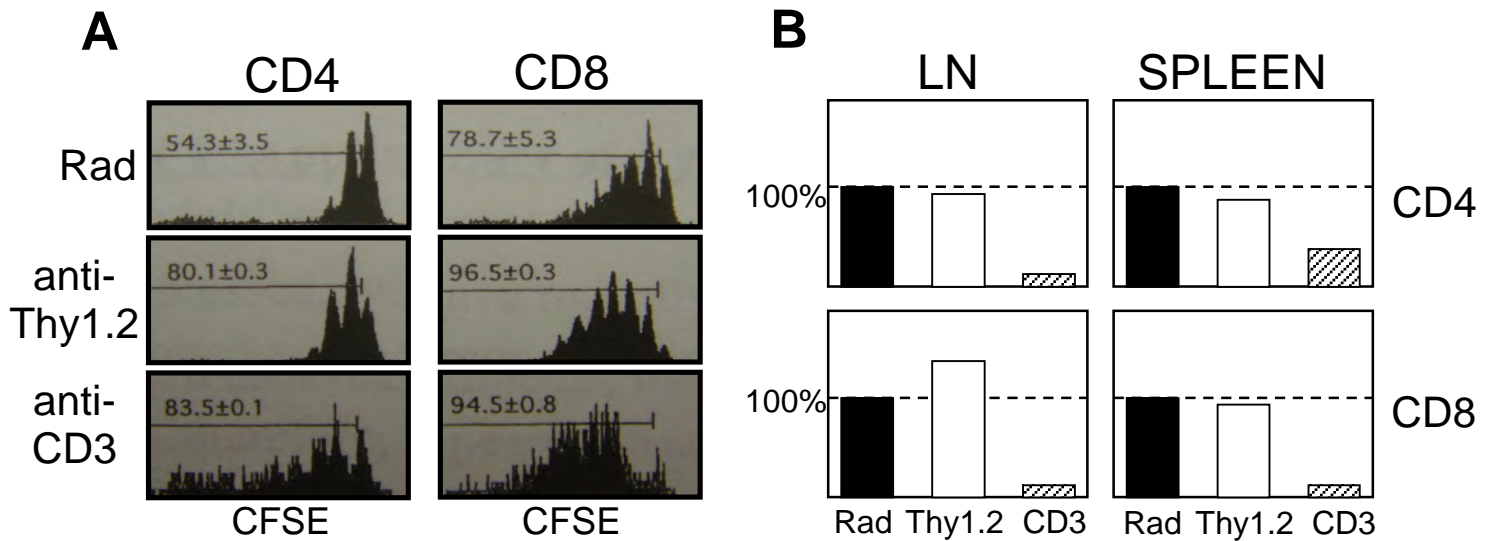 A
CD4 CD8
Rad
54.3±3.5
78.7±5.3
anti-
Thy1.2
80.1±0.3
96.5±0.3
anti-
CD3
83.5±0.1
94.5±0.8
CFSE CFSE
B
LN SPLEEN
100%
CD4
100%
CD8
Rad Thy1.2 CD3 Rad Thy1.2 CD3